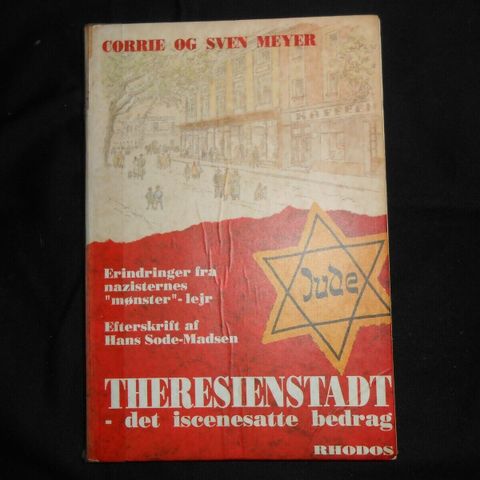 CORRIE OG SVEN MEYER
KAFFEEH
Erindringer fra
nazisternes
"mønster"-lejr
Jude
Efterskrift af
Hans Sode-Madsen
THERESIENSTADT
- det iscenesatte bedrag
RHODOS